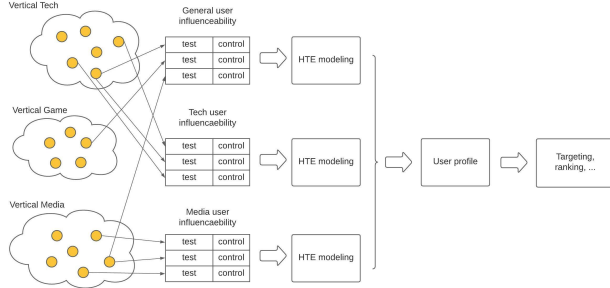 Vertical Tech
General user
influenceability
test control
test control
test control
HTE modeling
Vertical Game
Tech user
influencaebility
test control
test control
test control
HTE modeling
User profile
Targeting,
ranking, ...
Vertical Media
Media user
influencaebility
test control
test control
test control
HTE modeling